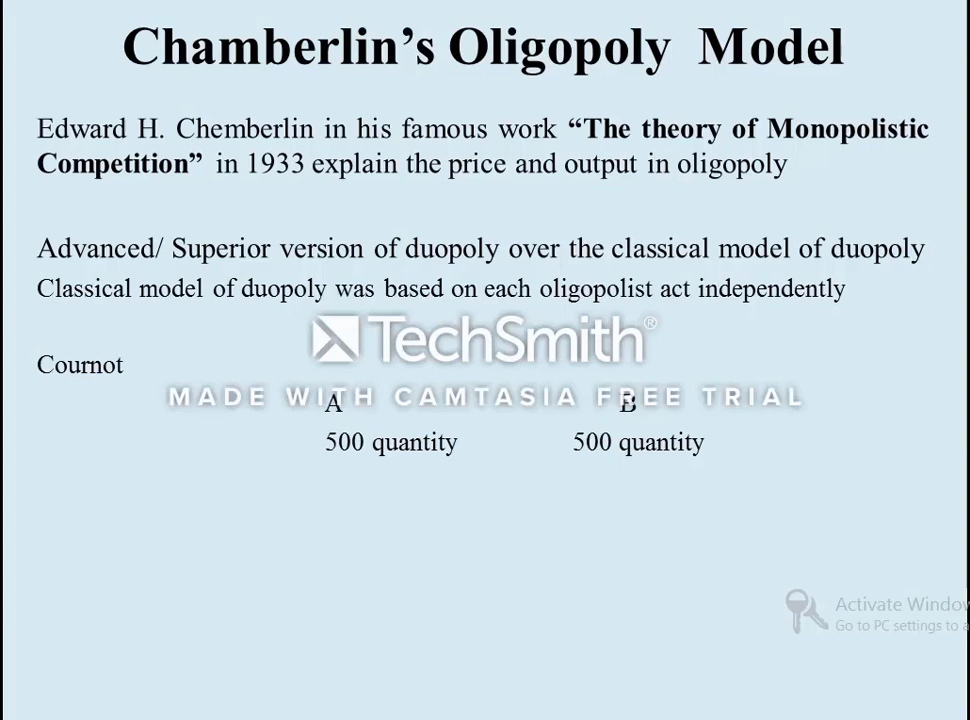 Chamberlin's Oligopoly Model
Edward H. Chemberlin in his famous work “The theory of Monopolistic
Competition” in 1933 explain the price and output in oligopoly
Advanced/ Superior version of duopoly over the classical model of duopoly
Classical model of duopoly was based on each oligopolist act independently
TechSmith®
Cournot
MADE WITH CAMTASIA FREE TRIAL
A B
500 quantity 500 quantity
Activate Window
Go to PC settings to a